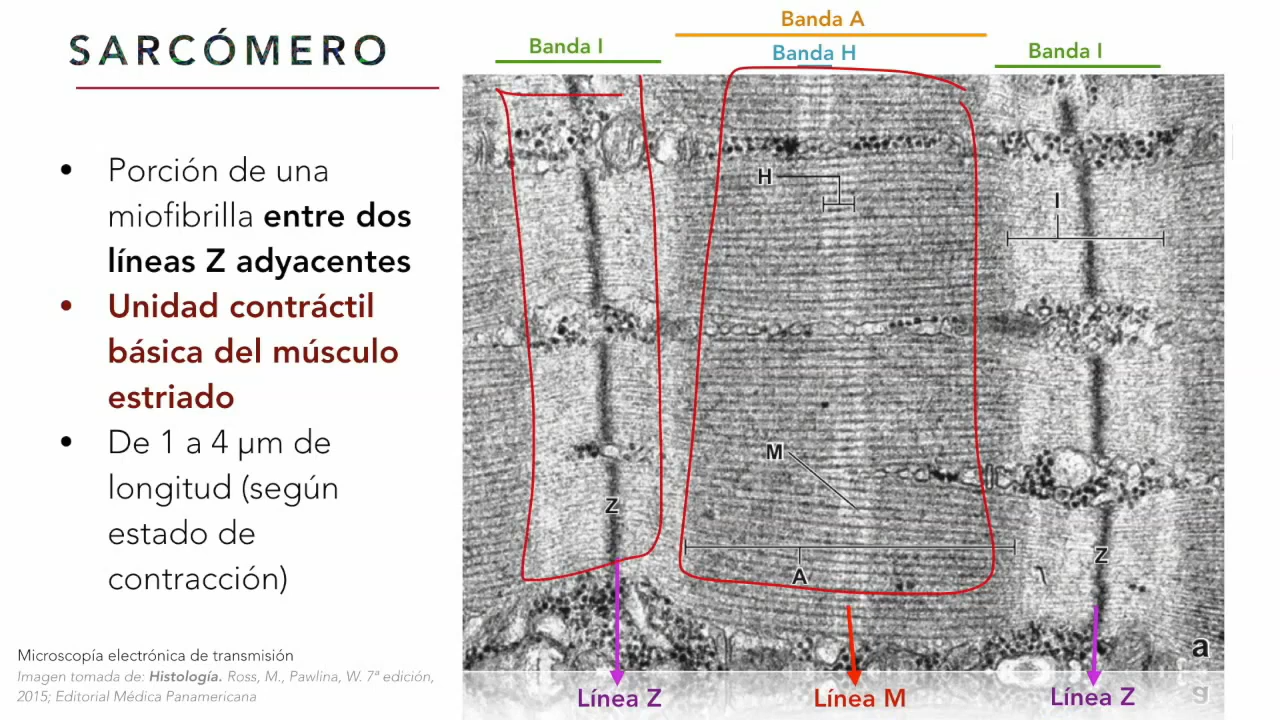 SARCÓMERO
• Porción de una
miofibrilla entre dos
líneas Z adyacentes
• Unidad contráctil
básica del músculo
estriado
• De 1 a 4 μm de
longitud (según
estado de
contracción)
Microscopía electrónica de transmisión
Imagen tomada de: Histología. Ross, M., Pawlina, W. 7ª edición,
2015; Editorial Médica Panamericana
Banda I
Banda A
Banda H
Banda I
H
I
M
Z
A
Z
a
Línea Z
Línea M
Línea Z